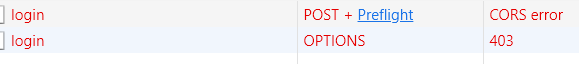 login POST + Preflight CORS error
login OPTIONS 403